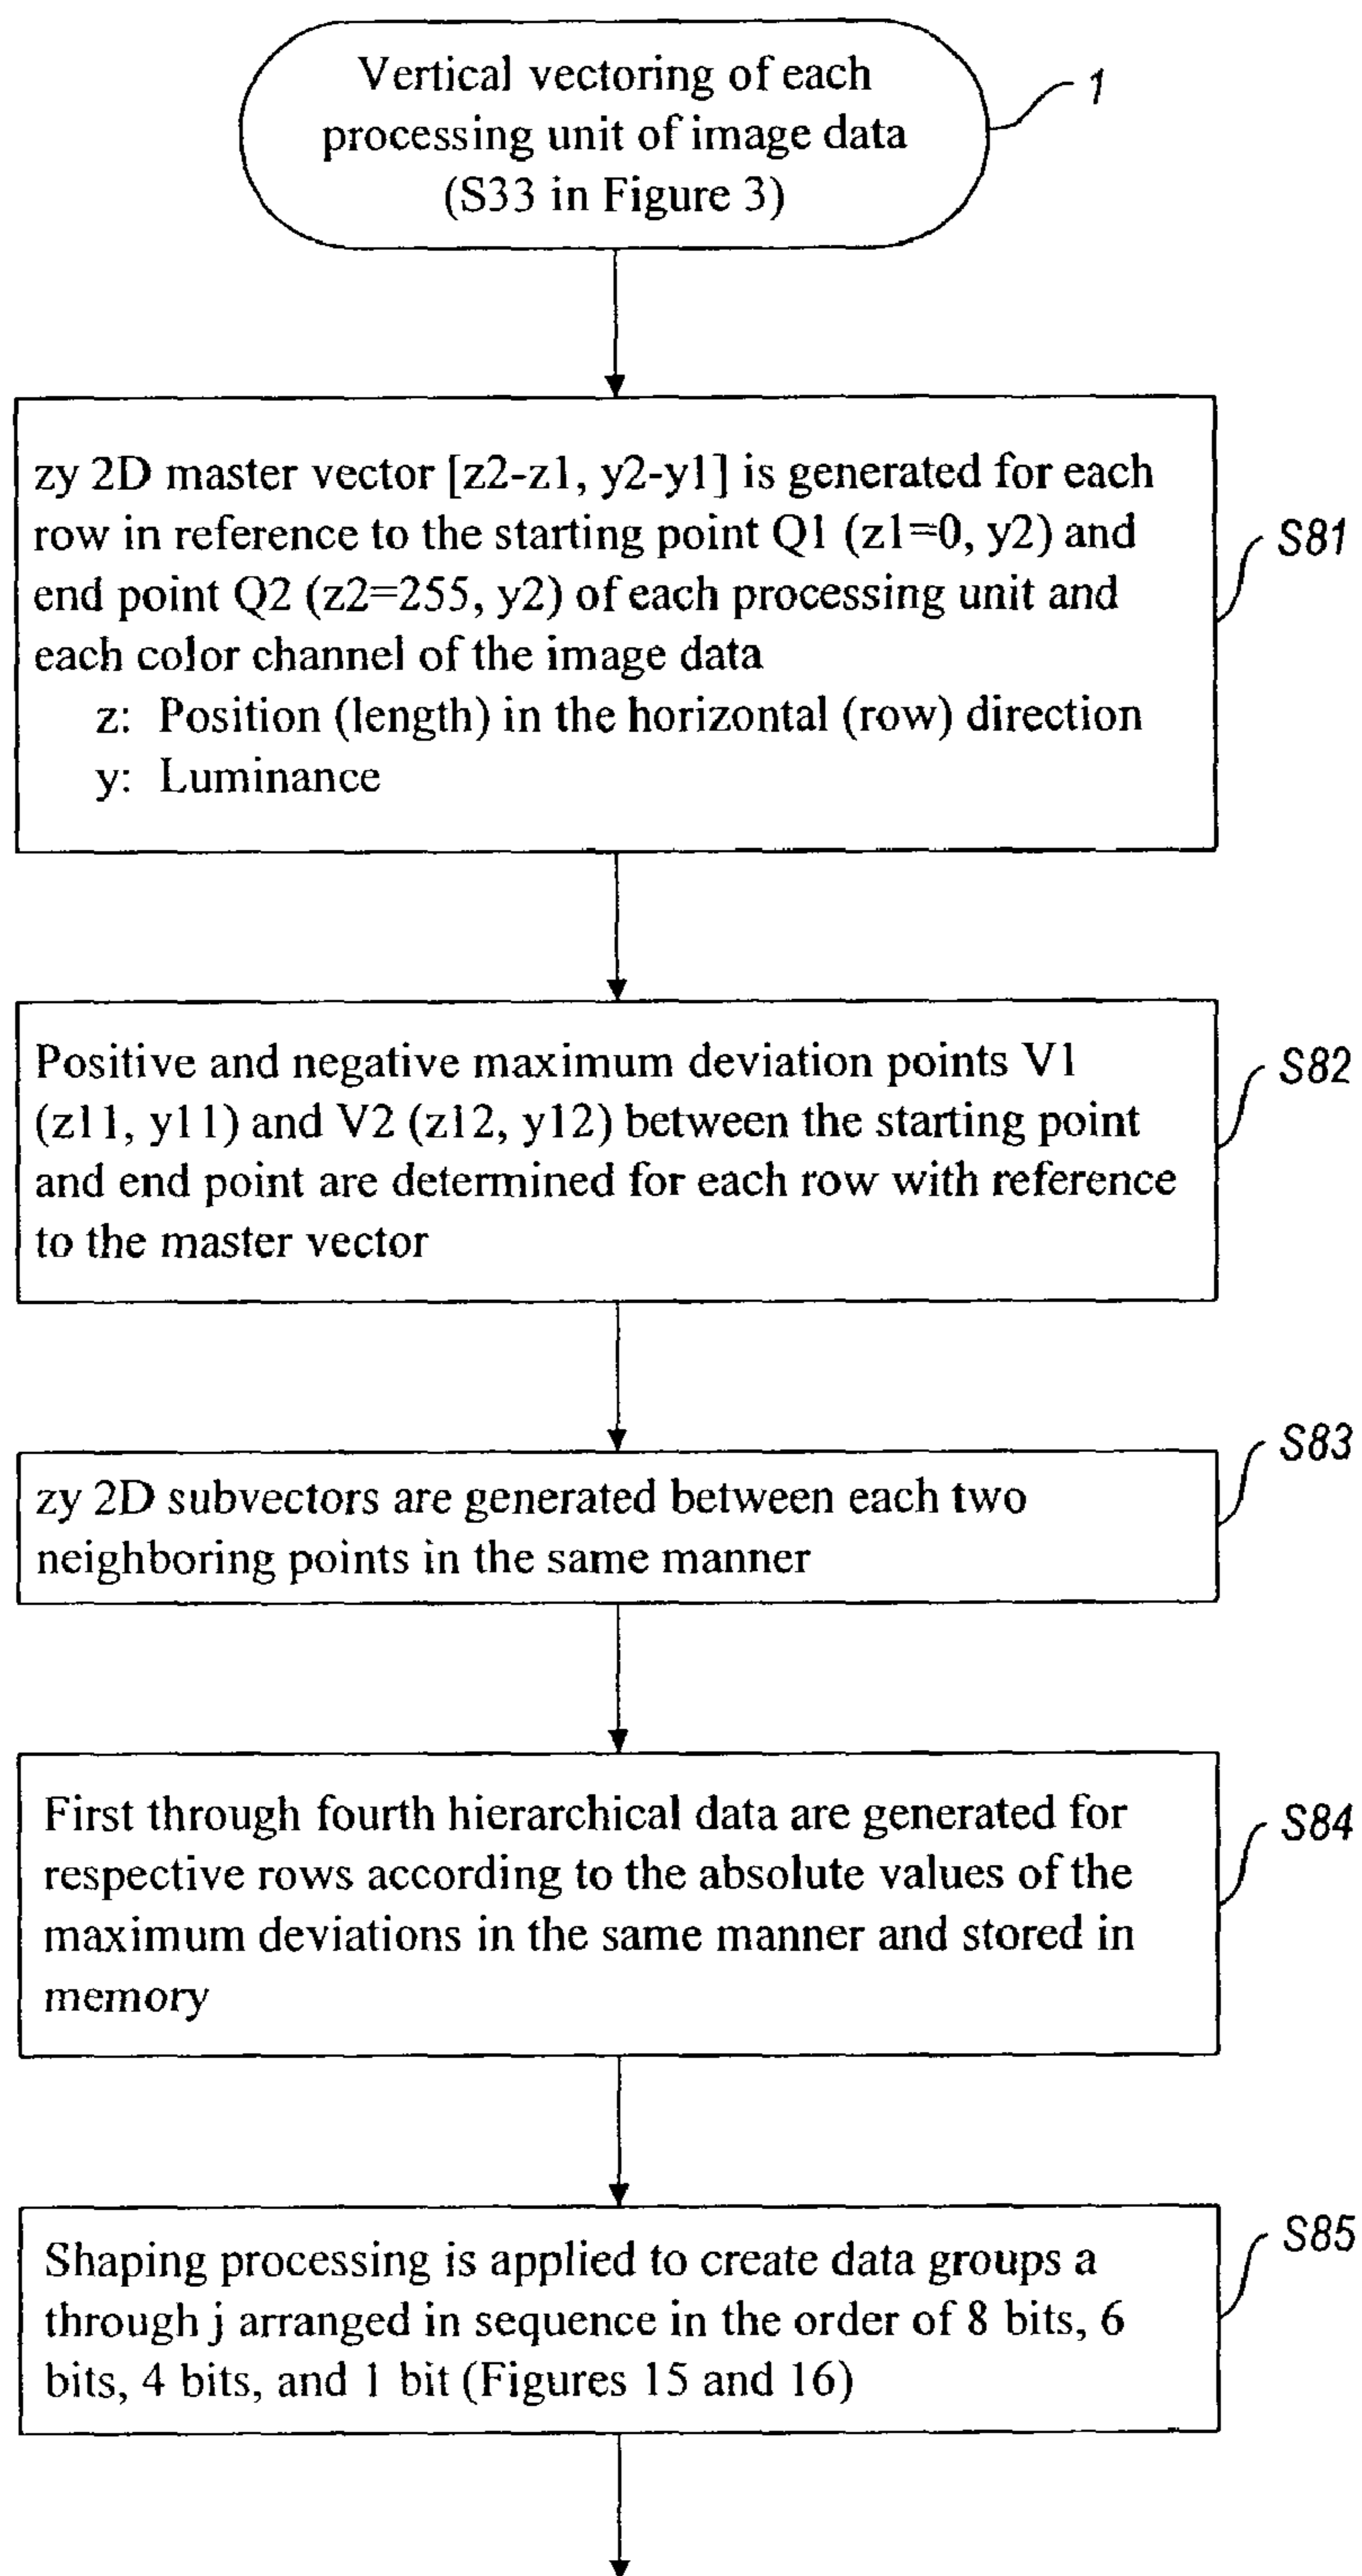 Vertical vectoring of each
processing unit of image data
(S33 in Figure 3)
1
zy 2D master vector [z2-z1, y2-y1] is generated for each
row in reference to the starting point Q1 (z1=0, y2) and
end point Q2 (z2=255, y2) of each processing unit and
each color channel of the image data
z: Position (length) in the horizontal (row) direction
y: Luminance
S81
Positive and negative maximum deviation points V1
(z11, y11) and V2 (z12, y12) between the starting point
and end point are determined for each row with reference
to the master vector
S82
zy 2D subvectors are generated between each two
neighboring points in the same manner
S83
First through fourth hierarchical data are generated for
respective rows according to the absolute values of the
maximum deviations in the same manner and stored in
memory
S84
Shaping processing is applied to create data groups a
through j arranged in sequence in the order of 8 bits, 6
bits, 4 bits, and 1 bit (Figures 15 and 16)
S85